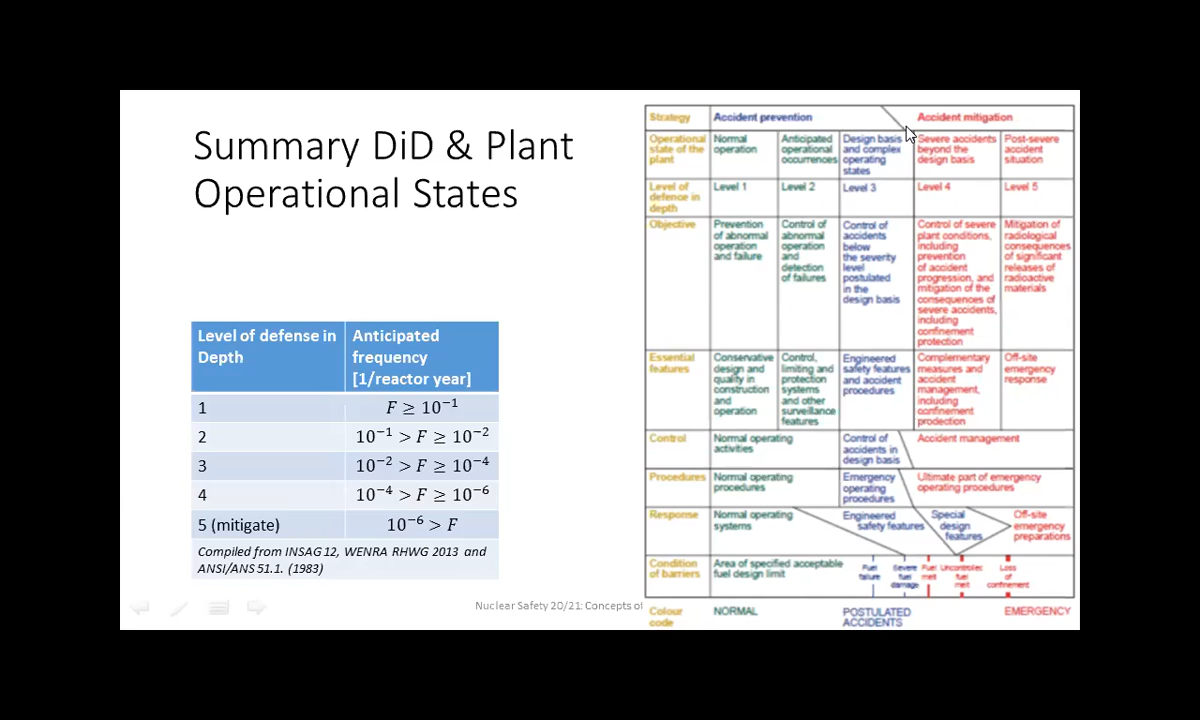 Summary DiD & Plant
Operational States
Level of defense in
Depth
Anticipated
frequency
[1/reactor year]
1
F ≥ 10⁻¹
2
10⁻¹ > F ≥ 10⁻²
3
10⁻² > F ≥ 10⁻⁴
4
10⁻⁴ > F ≥ 10⁻⁶
5 (mitigate)
10⁻⁶ > F
Compiled from INSAG 12, WENRA RHWG 2013 and
ANSI/ANS 51.1. (1983)
Nuclear Safety 20/21: Concepts of
Strategy
Accident prevention
Accident mitigation
Operational
state of the
plant
Normal
operation
Anticipated
operational
occurrences
Design basis
and complex
operating
states
Severe accidents
beyond the
design basis
Post-severe
accident
situation
Level of
defence in
depth
Level 1
Level 2
Level 3
Level 4
Level 5
Objective
Prevention
of abnormal
operation
and failure
Control of
abnormal
operation
and
detection
of failures
Control of
accidents
below
the severity
level
postulated
in the
design basis
Control of severe
plant conditions,
including
prevention
of accident
progression, and
mitigation of the
consequences of
severe accidents,
including
confinement
protection
Mitigation of
radiological
consequences
of significant
releases of
radioactive
materials
Essential
features
Conservative
design and
quality in
construction
and
operation
Control,
limiting and
protection
systems
and other
surveillance
features
Engineered
safety features
and accident
procedures
Complementary
measures and
accident
management,
including
confinement
protection
Off-site
emergency
response
Control
Normal operating
activities
Control of
accidents in
design basis
Accident management
Procedures
Normal operating
procedures
Emergency
operating
procedures
Ultimate part of emergency
operating procedures
Response
Normal operating
systems
Engineered
safety features
Special
design
features
Off-site
emergency
preparations
Condition
of barriers
Area of specified acceptable
fuel design limit
Fuel
failure
Severe
fuel
damage
Fuel
melt
Uncontrolled
fuel
melt
Loss
of
confinement
Colour
code
NORMAL
POSTULATED
ACCIDENTS
EMERGENCY